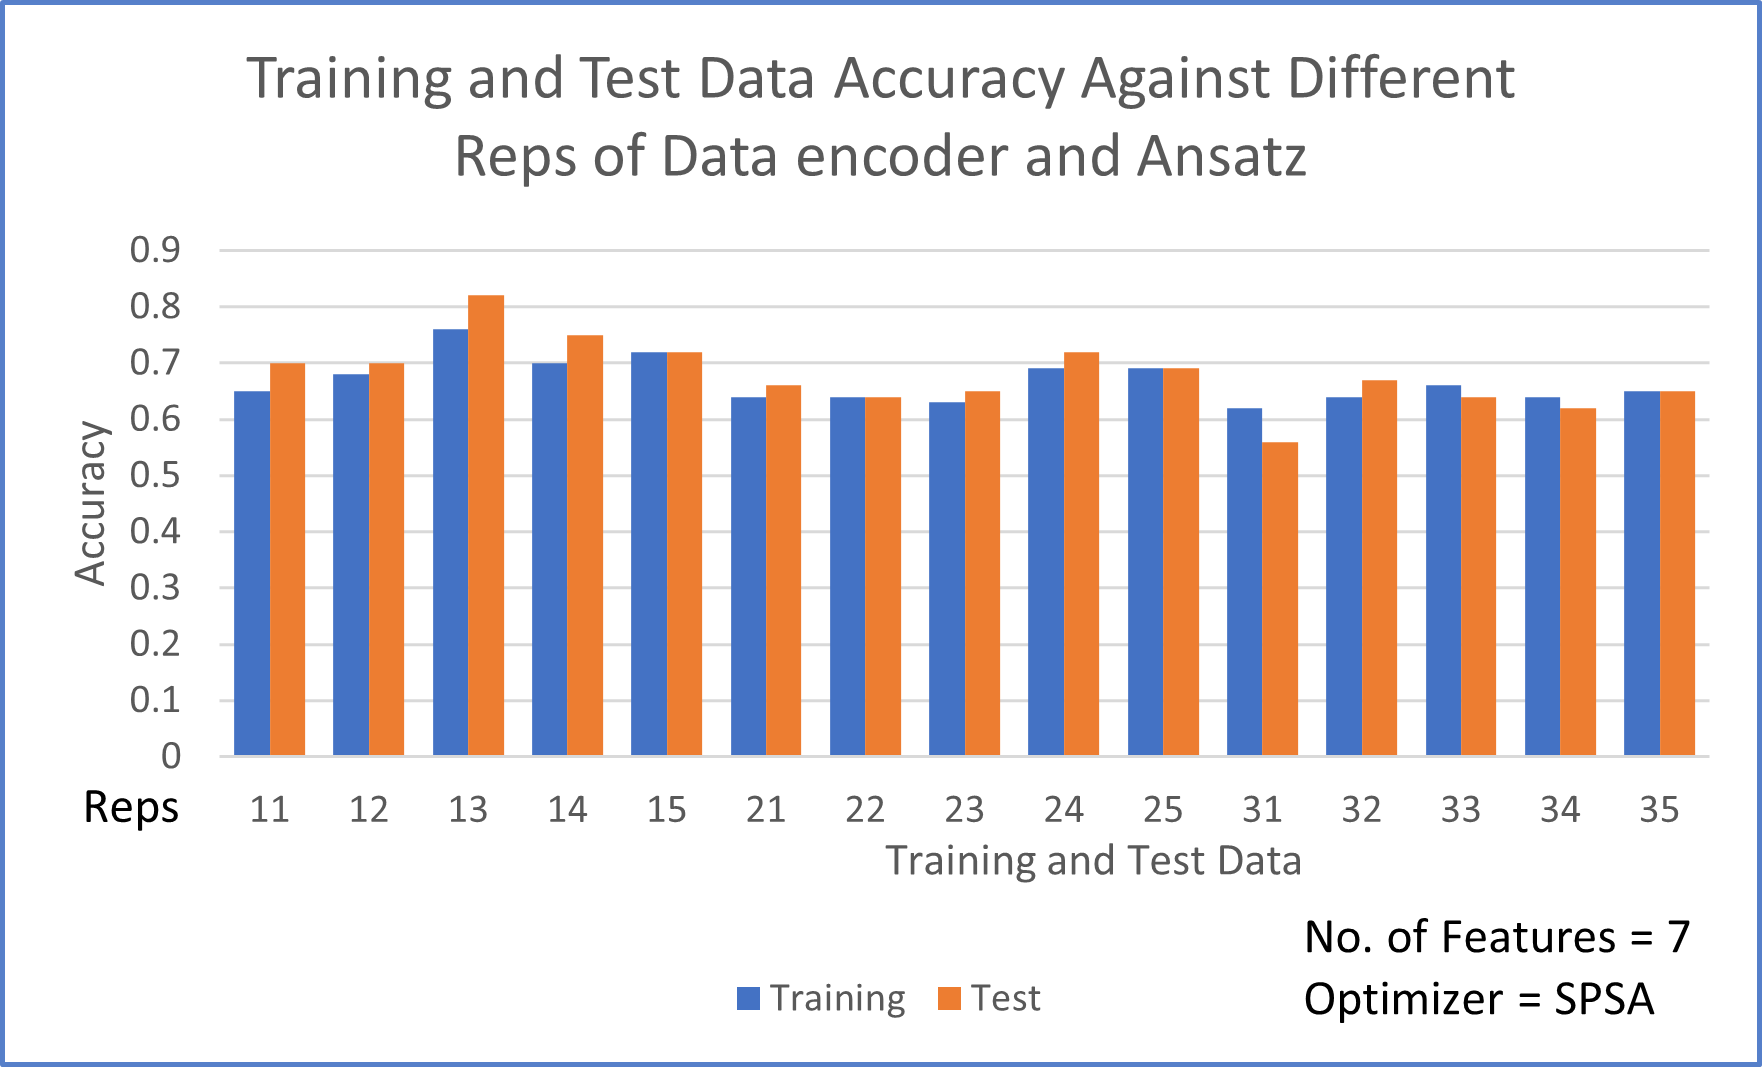 Training and Test Data Accuracy Against Different
Reps of Data encoder and Ansatz
0.9
0.8
0.7
0.6
0.5
0.4
0.3
0.2
0.1
0
Accuracy
Reps 11 12 13 14 15 21 22 23 24 25 31 32 33 34 35
Training and Test Data
No. of Features = 7
Training Test
Optimizer = SPSA